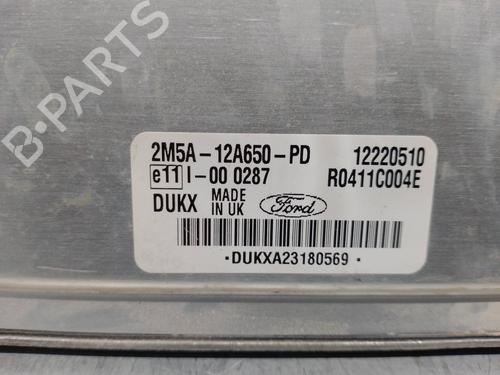 B-PARTS
2M5A-12A650-PD 12220510
e11 I-00 0287 R0411C004E
DUKX MADE IN UK Ford
·DUKXA23180569·